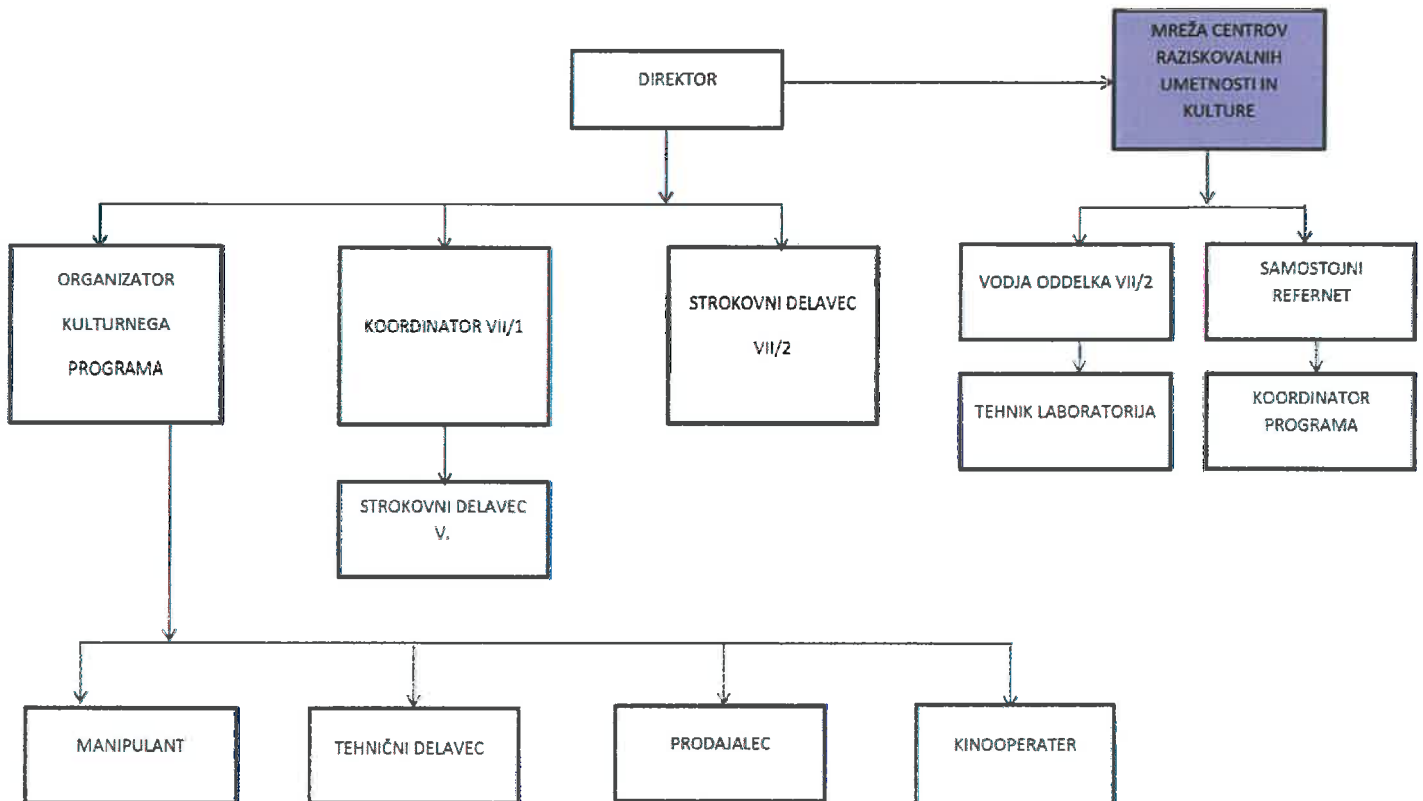 DIREKTOR
MREŽA CENTROV
RAZISKOVALNIH
UMETNOSTI IN
KULTURE
ORGANIZATOR
KULTURNEGA
PROGRAMA
KOORDINATOR VII/1
STROKOVNI DELAVEC
VII/2
VODJA ODDELKA VII/2
SAMOSTOJNI
REFERNET
TEHNIK LABORATORIJA
KOORDINATOR
PROGRAMA
STROKOVNI DELAVEC
V.
MANIPULANT
TEHNIČNI DELAVEC
PRODAJALEC
KINOOPERATER